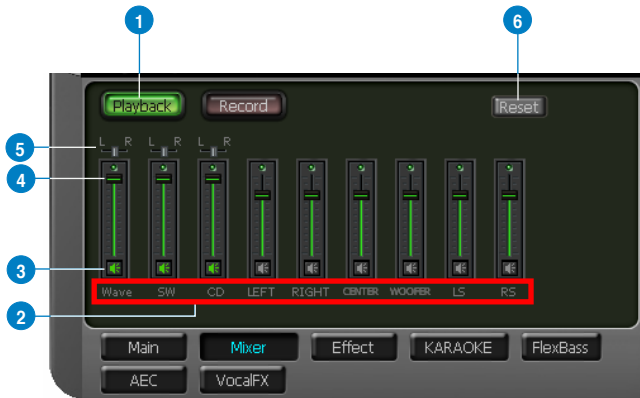 1
6
Playback Record Reset
5
L R L R L R
4
3
Wave SW CD LEFT RIGHT CENTER WOOFER LS RS
2
Main Mixer Effect KARAOKE FlexBass
AEC VocalFX